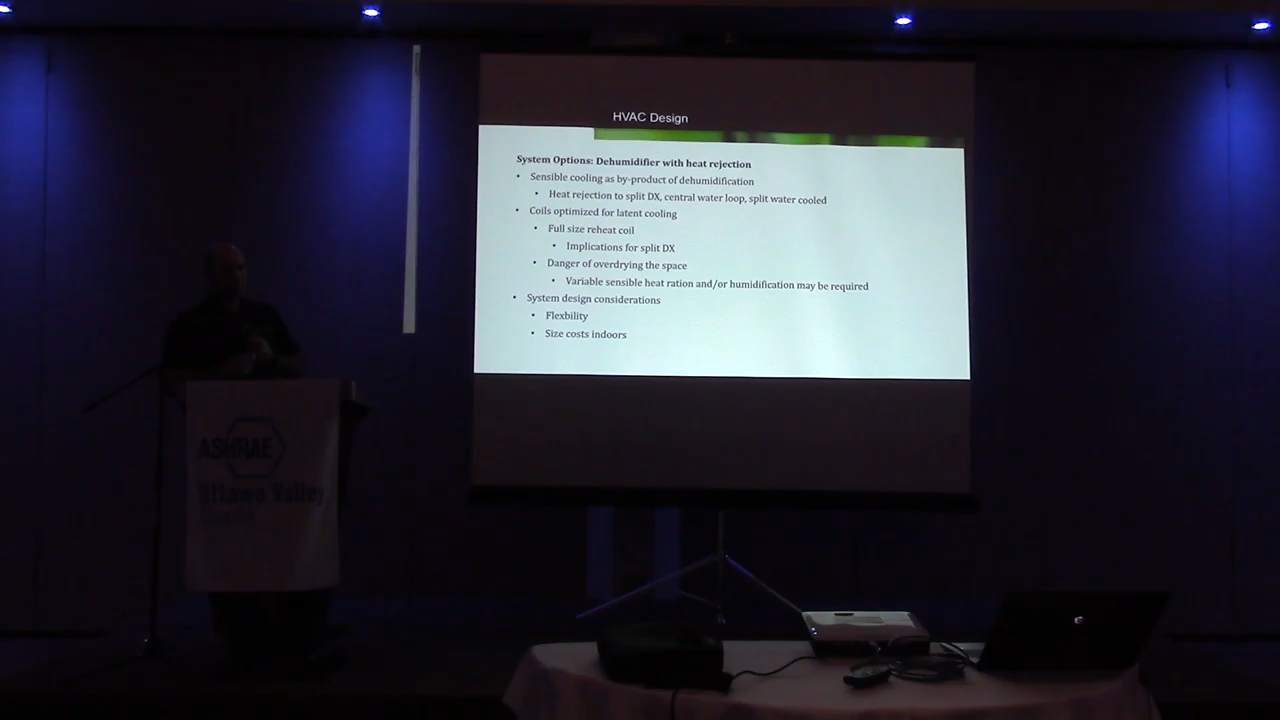 HVAC Design
System Options: Dehumidifier with heat rejection
• Sensible cooling as by-product of dehumidification
• Heat rejection to split DX, central water loop, split water cooled
• Coils optimized for latent cooling
• Full size reheat coil
• Implications for split DX
• Danger of overdrying the space
• Variable sensible heat ration and/or humidification may be required
• System design considerations
• Flexbility
• Size costs indoors
ASHRAE
Ottawa Valley